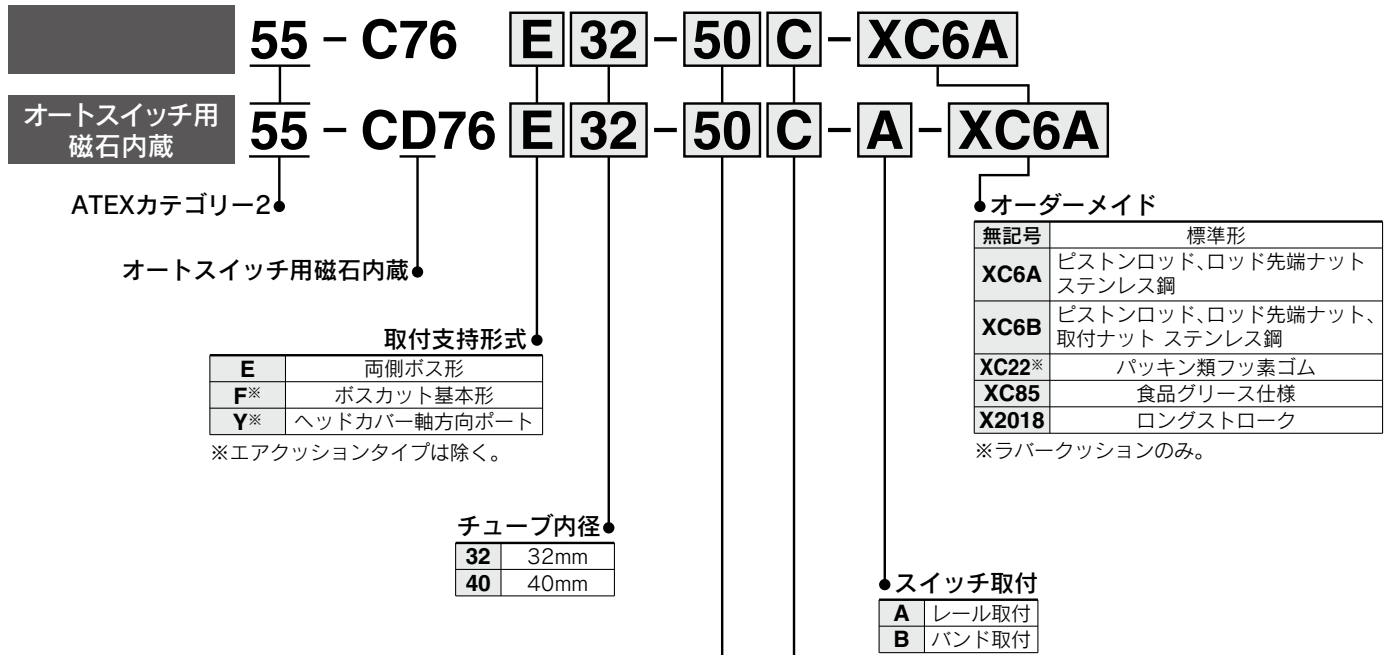 55 - C76 E 32 - 50 C - XC6A
オートスイッチ用
磁石内蔵
55 - CD76 E 32 - 50 C - A - XC6A
ATEXカテゴリー2
オートスイッチ用磁石内蔵
取付支持形式
E 両側ボス形
F※ ボスカット基本形
Y※ ヘッドカバー軸方向ポート
※エアクッションタイプは除く。
チューブ内径
32 32mm
40 40mm
オーダーメイド
無記号 標準形
XC6A ピストンロッド、ロッド先端ナット
ステンレス鋼
XC6B ピストンロッド、ロッド先端ナット、
取付ナット ステンレス鋼
XC22※ パッキン類フッ素ゴム
XC85 食品グリース仕様
X2018 ロングストローク
※ラバークッションのみ。
スイッチ取付
A レール取付
B バンド取付